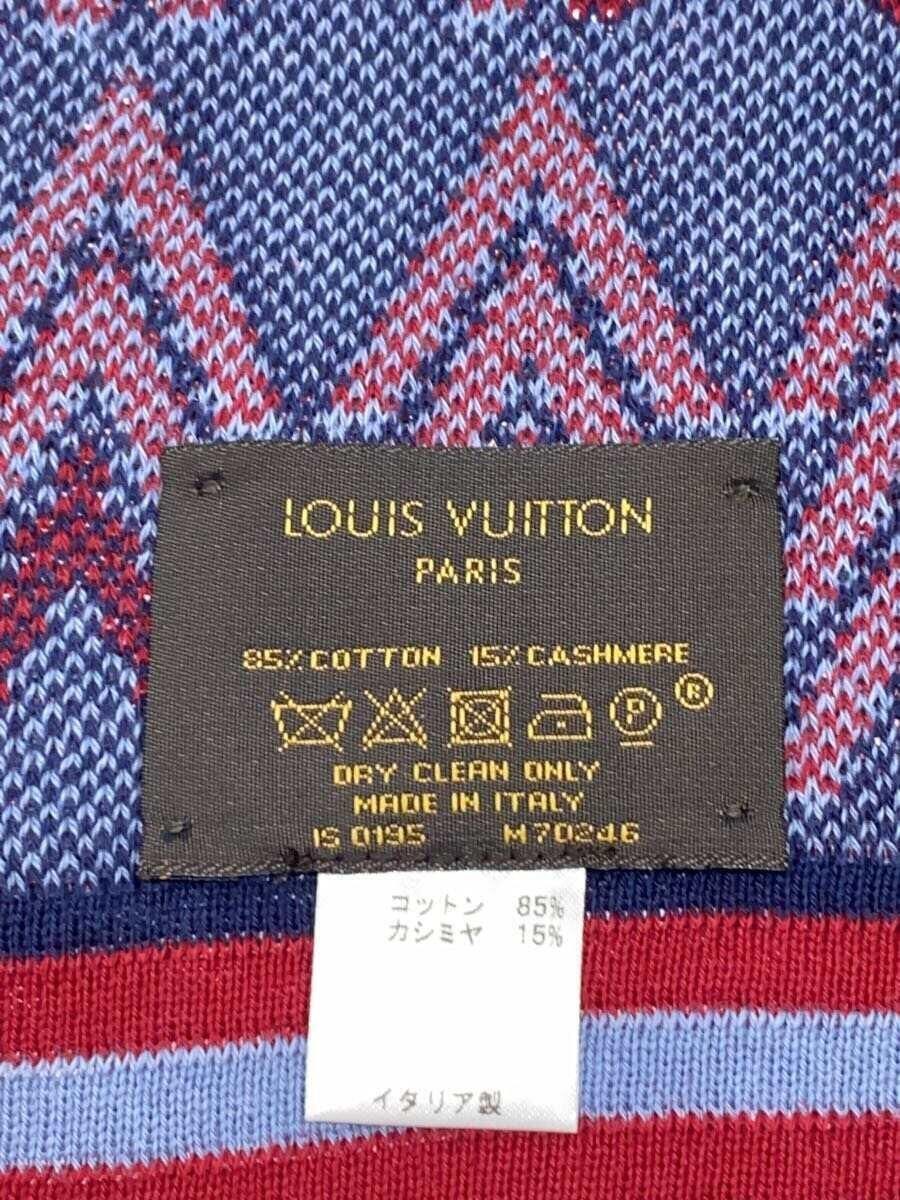 LOUIS VUITTON
PARIS
85% COTTON 15% CASHMERE
P ®
DRY CLEAN ONLY
MADE IN ITALY
IS 0195 M70246
コットン 85%
カシミヤ 15%
イタリア製